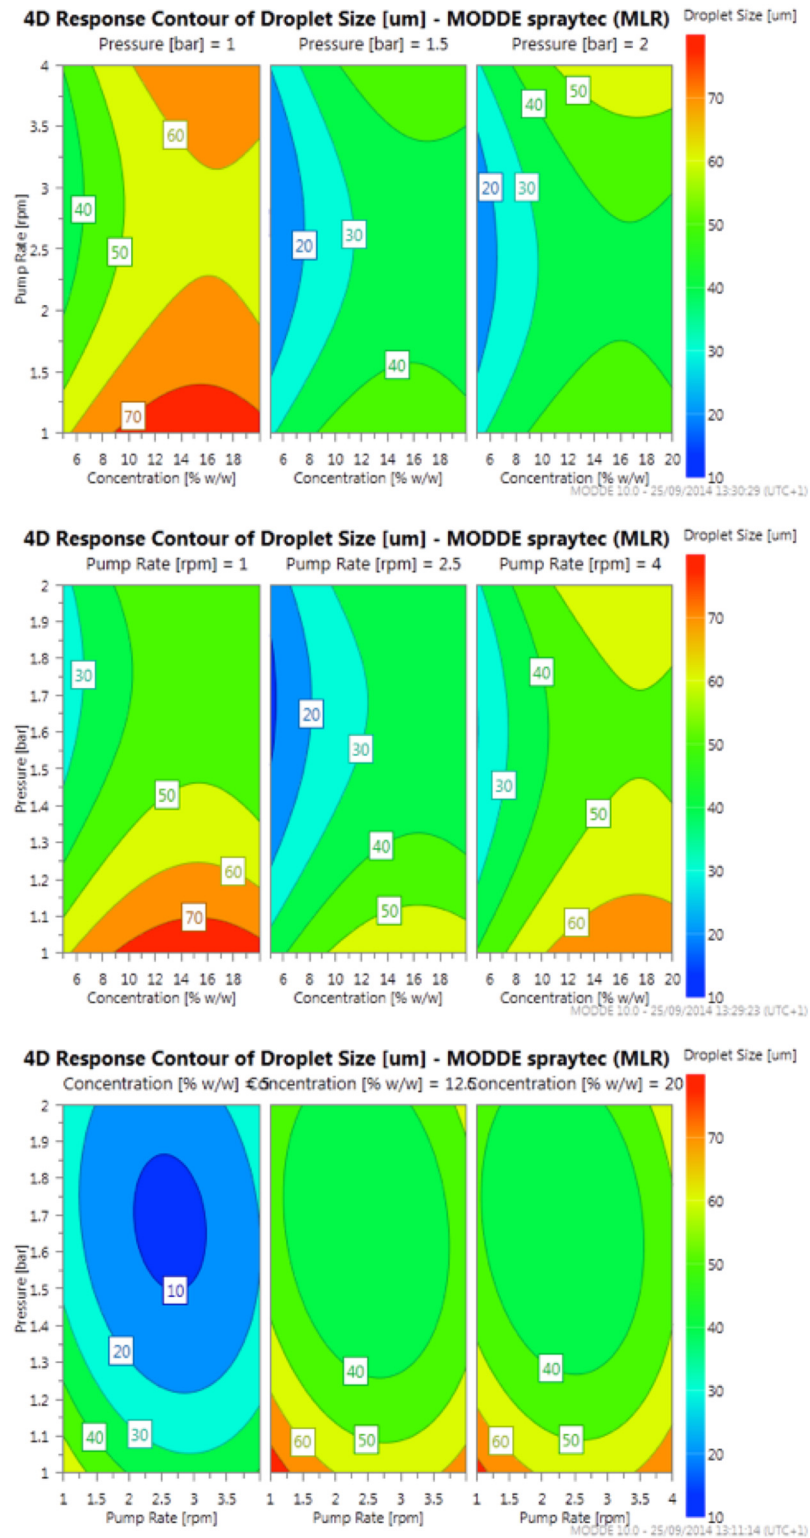 4D Response Contour of Droplet Size [um] - MODDE spraytec (MLR)
Droplet Size [um]
Pressure [bar] = 1
Pressure [bar] = 1.5
Pressure [bar] = 2
4
3.5
3
2.5
2
1.5
1
Pump Rate [rpm]
40
50
60
70
20
30
40
20
30
40
50
70
60
50
40
30
20
10
6 8 10 12 14 16 18
6 8 10 12 14 16 18
6 8 10 12 14 16 18 20
Concentration [% w/w]
Concentration [% w/w]
Concentration [% w/w]
MODDE 10.0 - 25/09/2014 13:30:29 (UTC+1)
4D Response Contour of Droplet Size [um] - MODDE spraytec (MLR)
Droplet Size [um]
Pump Rate [rpm] = 1
Pump Rate [rpm] = 2.5
Pump Rate [rpm] = 4
2
1.9
1.8
1.7
1.6
1.5
1.4
1.3
1.2
1.1
1
Pressure [bar]
30
50
60
70
20
30
40
50
40
30
50
60
70
60
50
40
30
20
10
6 8 10 12 14 16 18
6 8 10 12 14 16 18
6 8 10 12 14 16 18 20
Concentration [% w/w]
Concentration [% w/w]
Concentration [% w/w]
MODDE 10.0 - 25/09/2014 13:29:23 (UTC+1)
4D Response Contour of Droplet Size [um] - MODDE spraytec (MLR)
Droplet Size [um]
Concentration [% w/w] = 5
Concentration [% w/w] = 12.5
Concentration [% w/w] = 20
2
1.9
1.8
1.7
1.6
1.5
1.4
1.3
1.2
1.1
1
Pressure [bar]
10
20
30
40
40
50
60
40
50
60
70
60
50
40
30
20
10
1 1.5 2 2.5 3 3.5
1 1.5 2 2.5 3 3.5
1 1.5 2 2.5 3 3.5 4
Pump Rate [rpm]
Pump Rate [rpm]
Pump Rate [rpm]
MODDE 10.0 - 25/09/2014 13:11:14 (UTC+1)